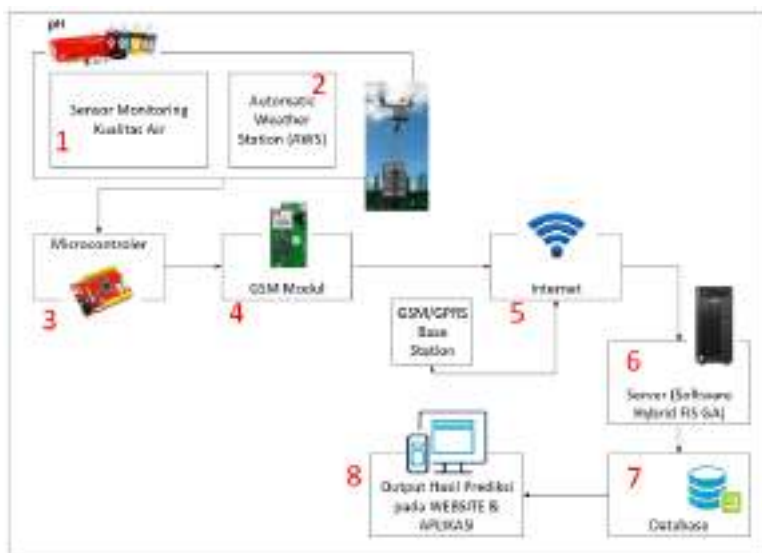 pH
1
Sensor Monitoring
Kualitas Air
2
Automatic
Weather
Station (AWS)
Microcontroler
3
GSM Modul
4
Internet
5
GSM/GPRS
Base
Station
6
Server (Software
Hybrid FIS GA)
7
Database
8
Output Hasil Prediksi
pada WEBSITE &
APLIKASI